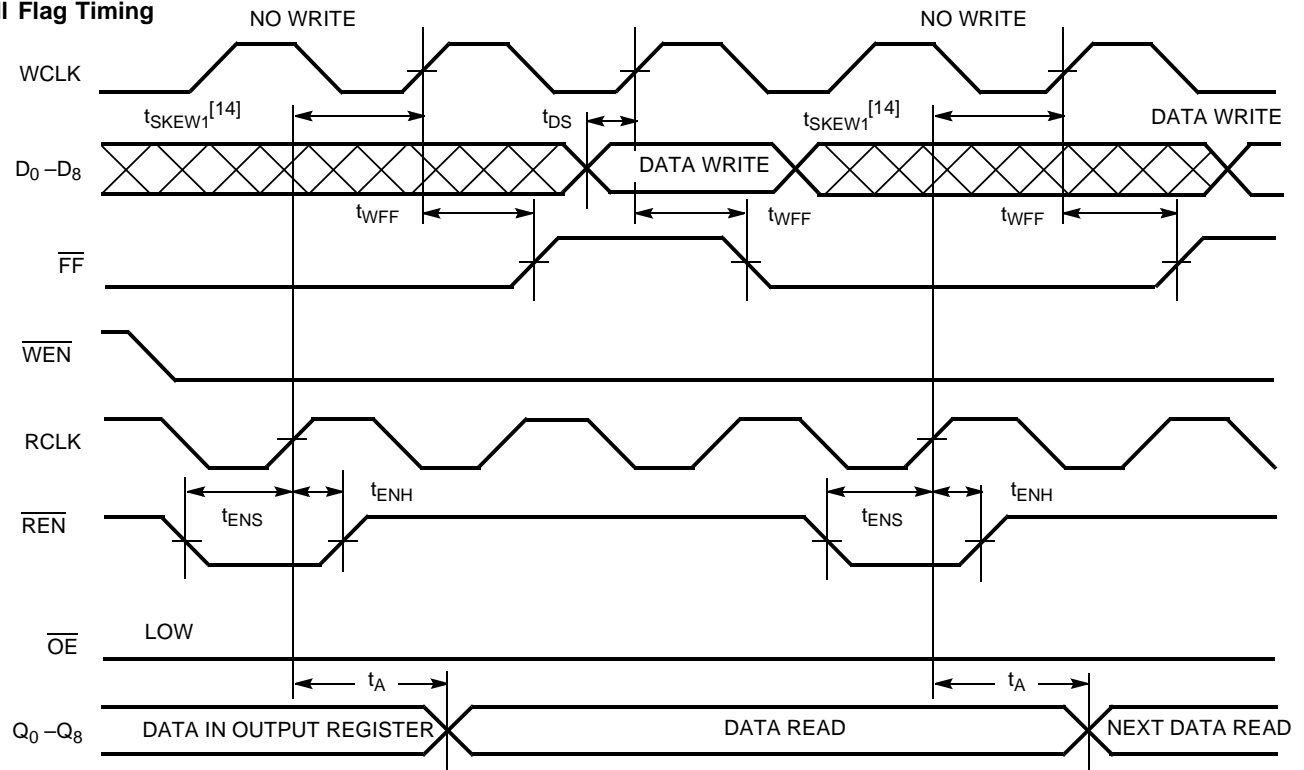 ll Flag Timing
NO WRITE NO WRITE
WCLK
tSKEW1[14] tDS tSKEW1[14] DATA WRITE
D0 –D8 DATA WRITE
tWFF tWFF tWFF
FF
WEN
RCLK
tENS tENH tENS tENH
REN
LOW
OE
tA tA
Q0 –Q8 DATA IN OUTPUT REGISTER DATA READ NEXT DATA READ